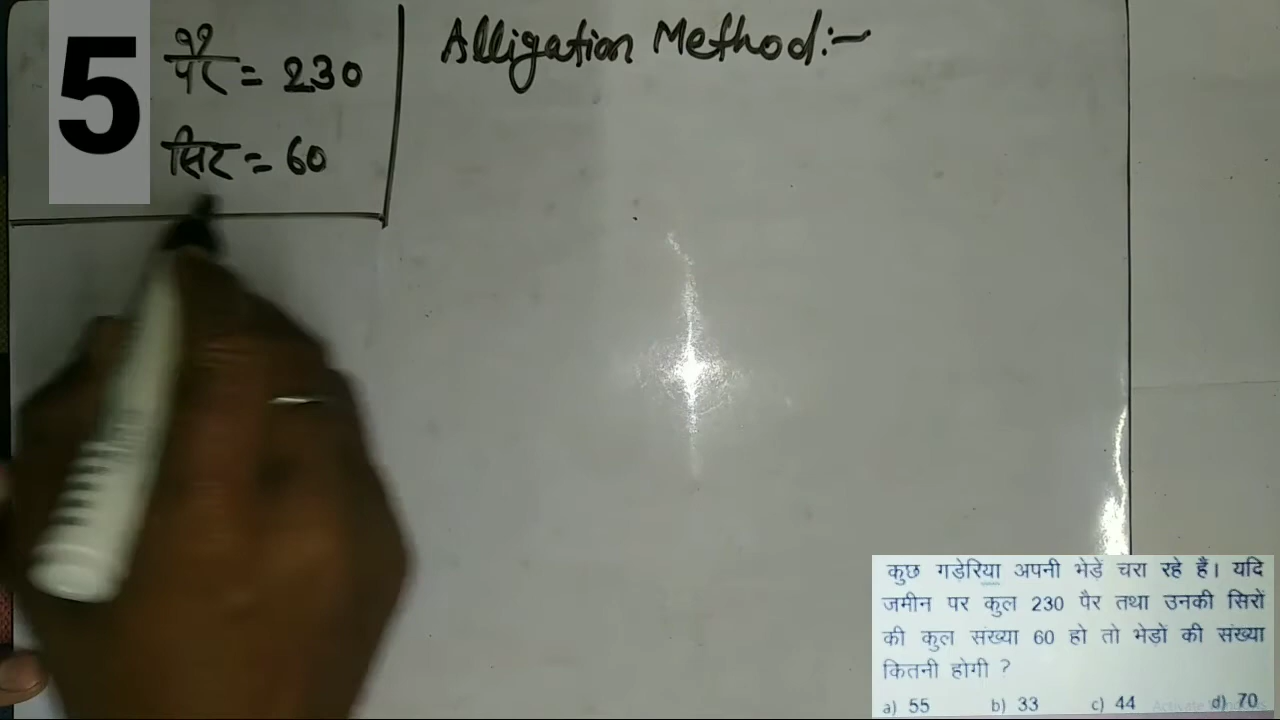 5
११
पैर = 230
सिर = 60
Alligation Method:-
कुछ गड़ेरिया अपनी भेड़ें चरा रहे हैं। यदि
जमीन पर कुल 230 पैर तथा उनकी सिरों
की कुल संख्या 60 हो तो भेड़ों की संख्या
कितनी होगी ?
a) 55 b) 33 c) 44 d) 70